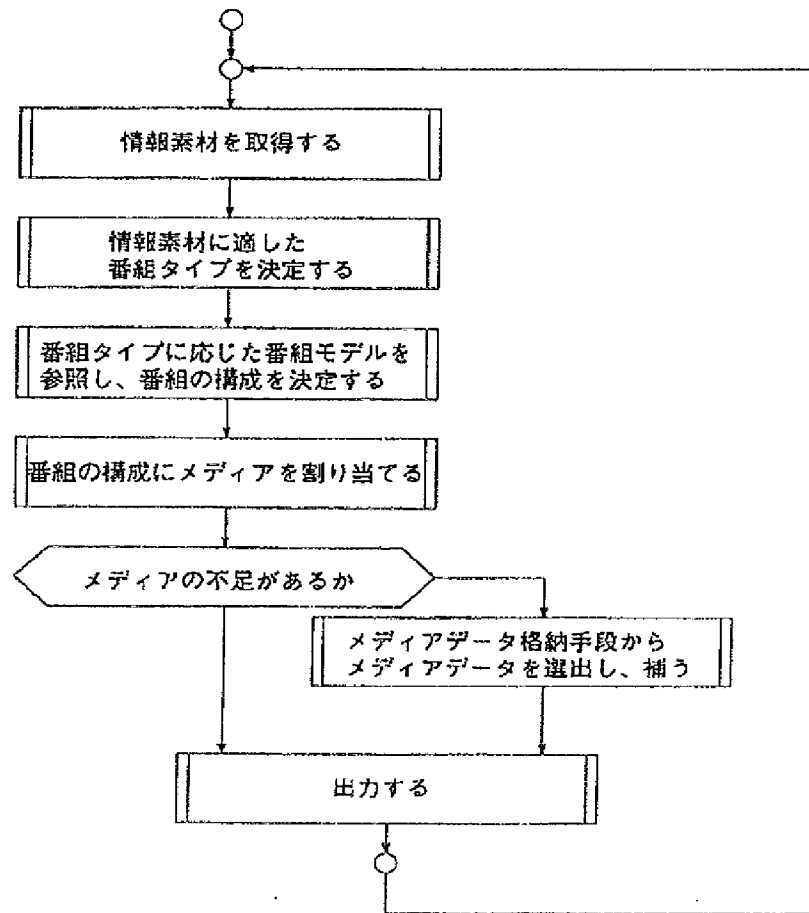 情報素材を取得する
情報素材に適した
番組タイプを決定する
番組タイプに応じた番組モデルを
参照し、番組の構成を決定する
番組の構成にメディアを割り当てる
メディアの不足があるか
メディアデータ格納手段から
メディアデータを選出し、補う
出力する